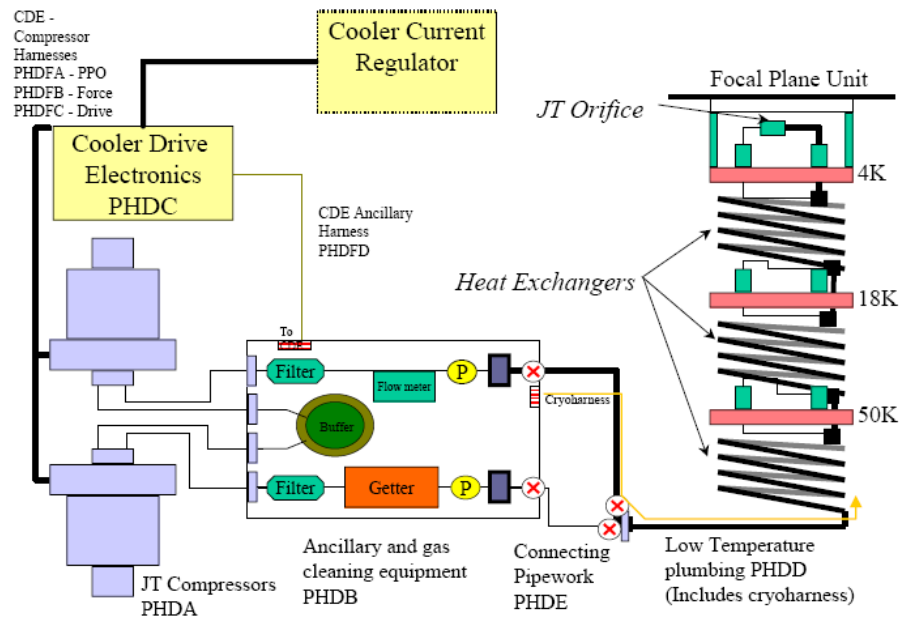 CDE -
Compressor
Harnesses
PHDFA - PPO
PHDFB - Force
PHDFC - Drive
Cooler Current
Regulator
Cooler Drive
Electronics
PHDC
CDE Ancillary
Harness
PHDFD
Focal Plane Unit
JT Orifice
4K
Heat Exchangers
18K
50K
To
Filter
Flow meter
P
Cryoharness
Buffer
Filter
Getter
P
JT Compressors
PHDA
Ancillary and gas
cleaning equipment
PHDB
Connecting
Pipework
PHDE
Low Temperature
plumbing PHDD
(Includes cryoharness)